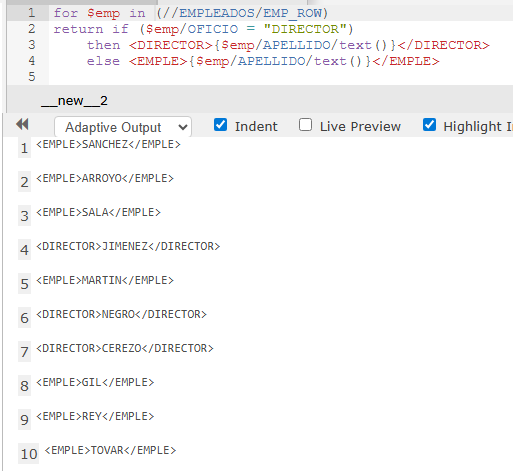 1 for $emp in (//EMPLEADOS/EMP_ROW)
2 return if ($emp/OFICIO = "DIRECTOR")
3 then <DIRECTOR>{$emp/APELLIDO/text()}</DIRECTOR>
4 else <EMPLE>{$emp/APELLIDO/text()}</EMPLE>
5
__new__2
Adaptive Output Indent Live Preview Highlight
1 <EMPLE>SANCHEZ</EMPLE>
2 <EMPLE>ARROYO</EMPLE>
3 <EMPLE>SALA</EMPLE>
4 <DIRECTOR>JIMENEZ</DIRECTOR>
5 <EMPLE>MARTIN</EMPLE>
6 <DIRECTOR>NEGRO</DIRECTOR>
7 <DIRECTOR>CEREZO</DIRECTOR>
8 <EMPLE>GIL</EMPLE>
9 <EMPLE>REY</EMPLE>
10 <EMPLE>TOVAR</EMPLE>